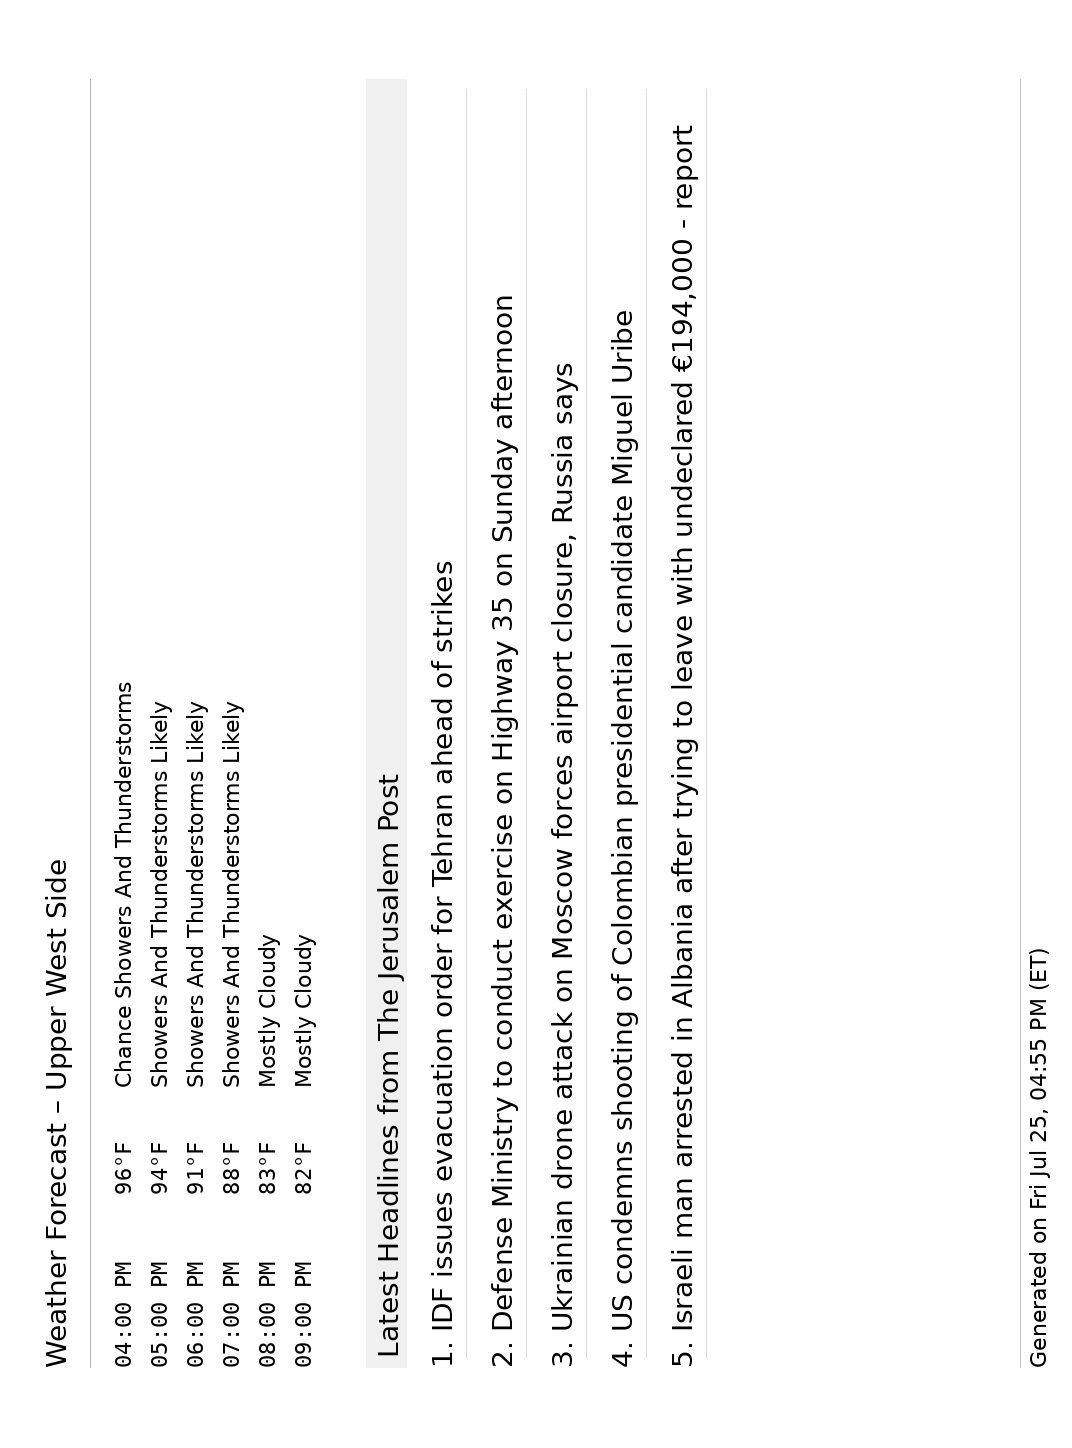 Weather Forecast – Upper West Side
04:00 PM 96°F Chance Showers And Thunderstorms
05:00 PM 94°F Showers And Thunderstorms Likely
06:00 PM 91°F Showers And Thunderstorms Likely
07:00 PM 88°F Showers And Thunderstorms Likely
08:00 PM 83°F Mostly Cloudy
09:00 PM 82°F Mostly Cloudy
Latest Headlines from The Jerusalem Post
1. IDF issues evacuation order for Tehran ahead of strikes
2. Defense Ministry to conduct exercise on Highway 35 on Sunday afternoon
3. Ukrainian drone attack on Moscow forces airport closure, Russia says
4. US condemns shooting of Colombian presidential candidate Miguel Uribe
5. Israeli man arrested in Albania after trying to leave with undeclared €194,000 - report
Generated on Fri Jul 25, 04:55 PM (ET)